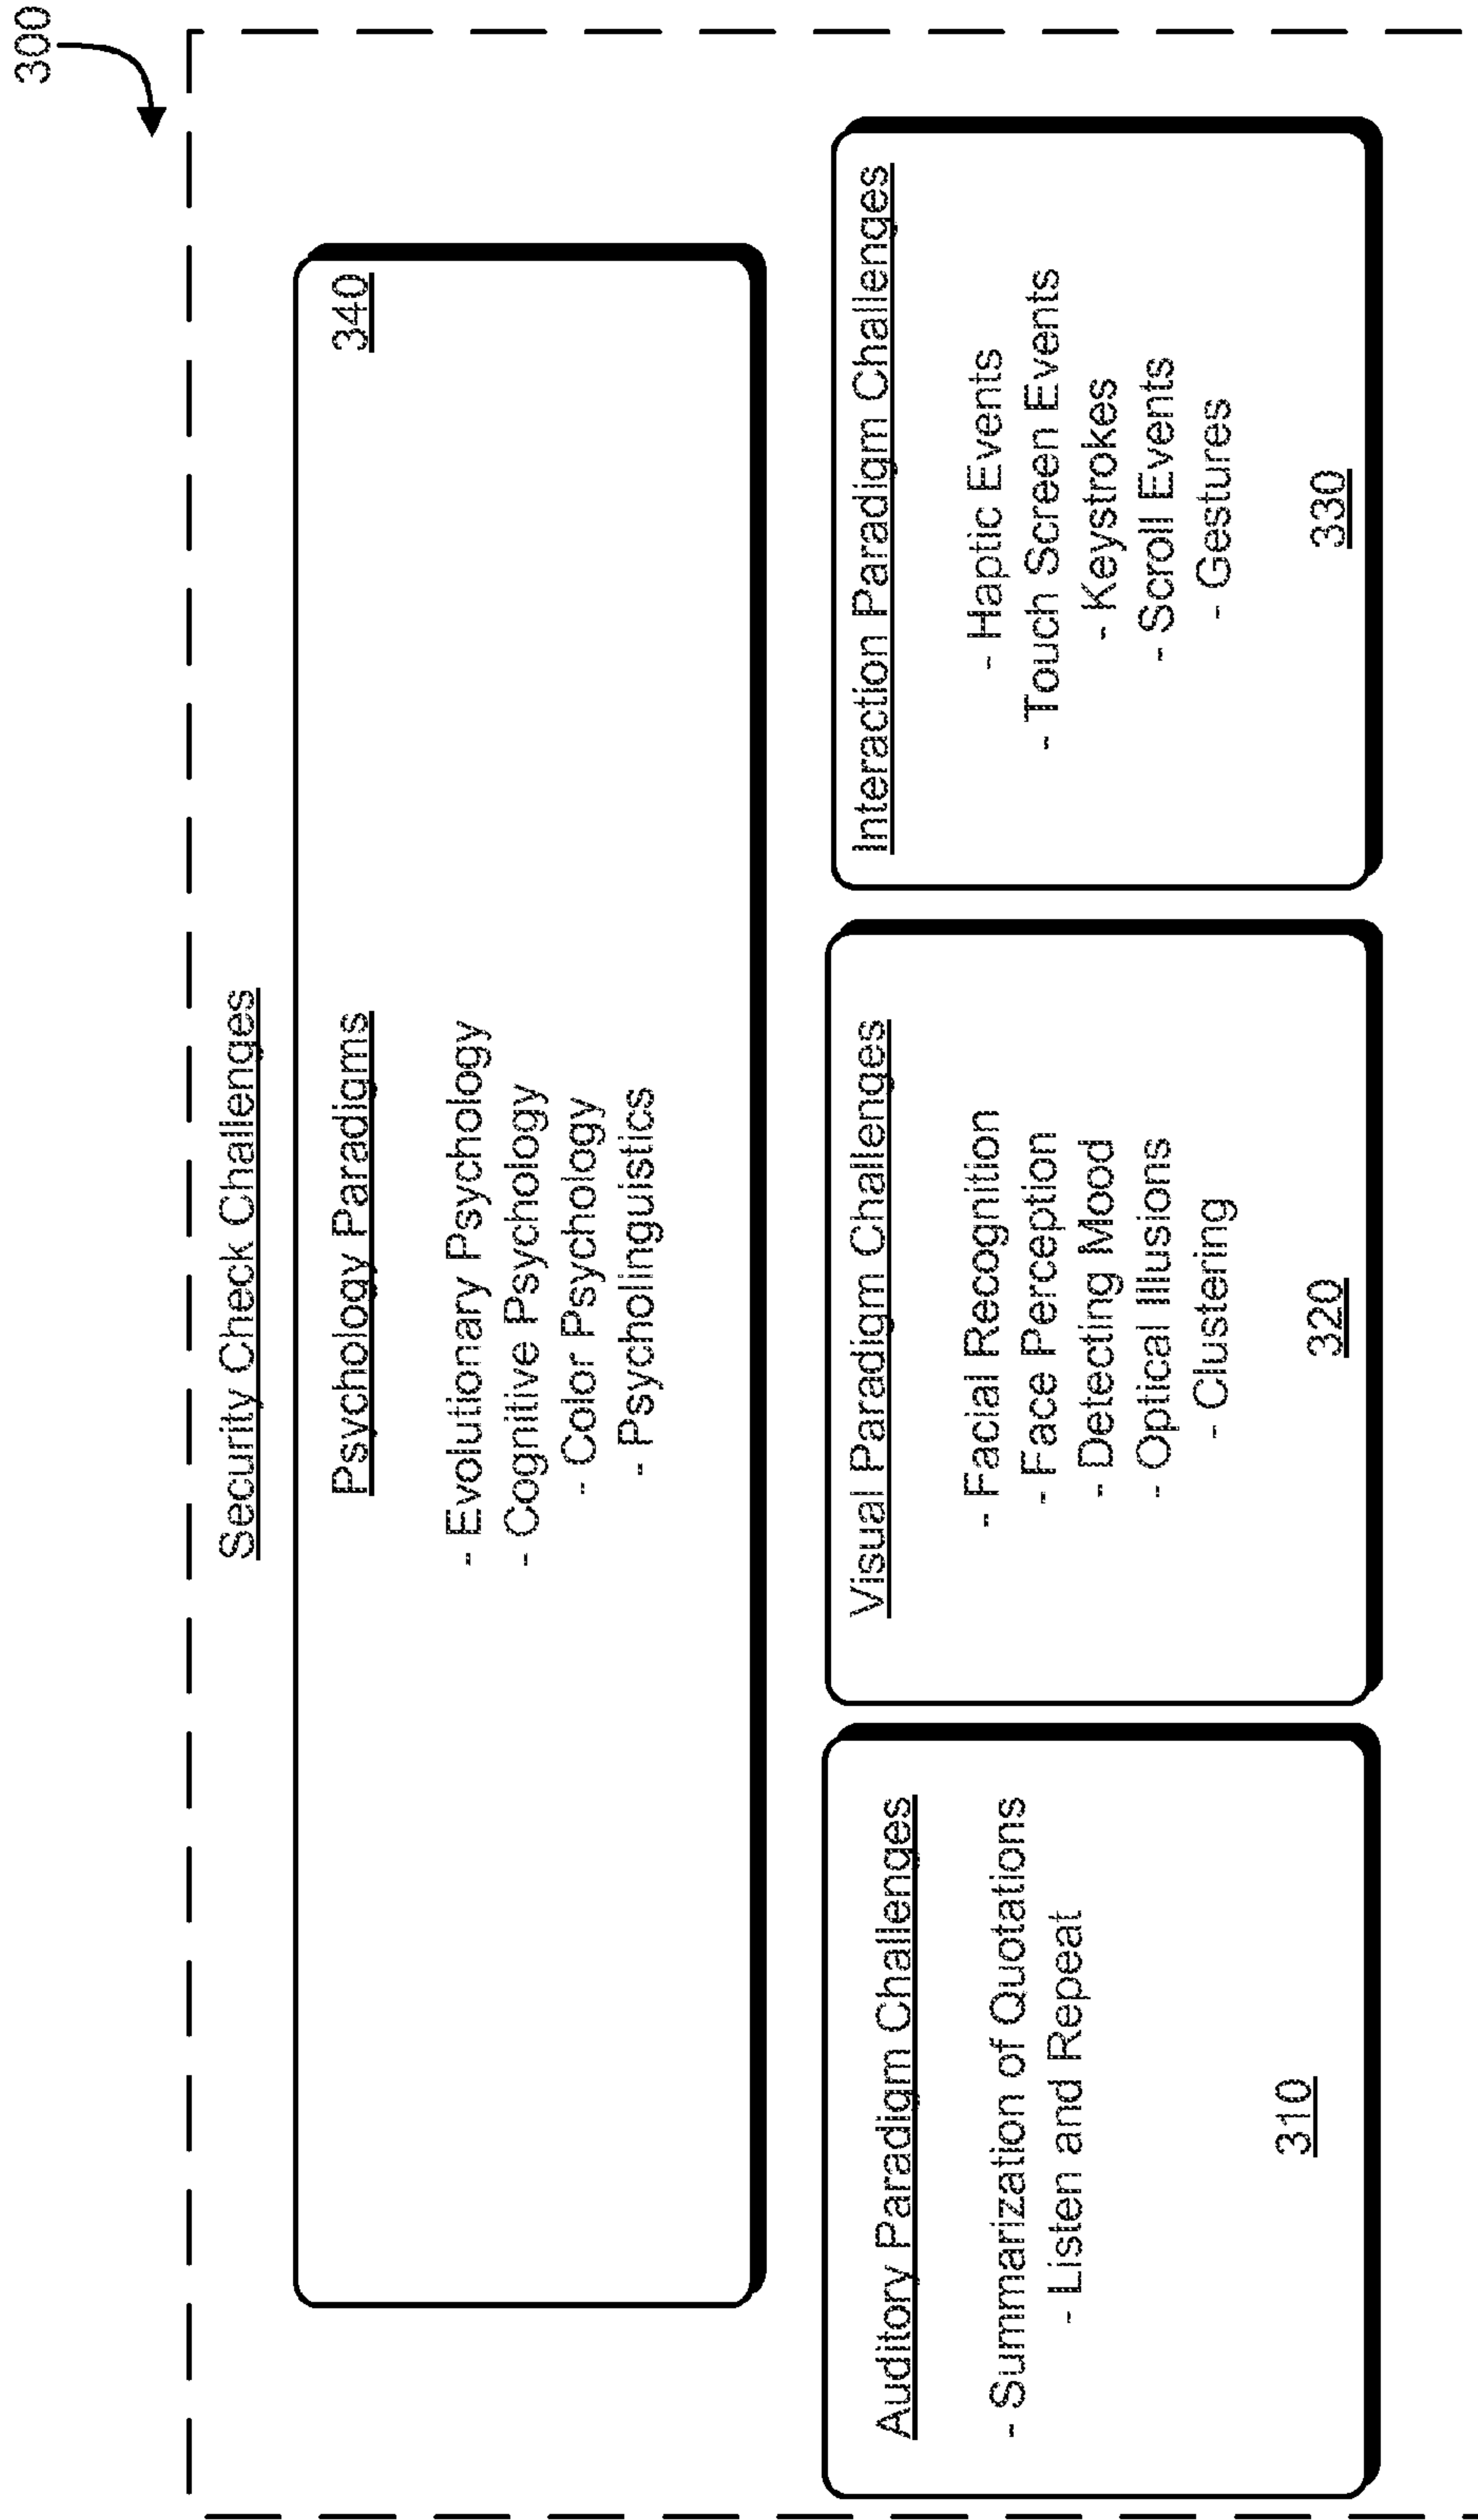 300
Security Check Challenges
Psychology Paradigms
340
- Evolutionary Psychology
- Cognitive Psychology
- Color Psychology
- Psycholinguistics
Auditory Paradigm Challenges
- Summarization of Quotations
- Listen and Repeat
310
Visual Paradigm Challenges
- Facial Recognition
- Face Perception
- Detecting Mood
- Optical Illusions
- Clustering
320
Interaction Paradigm Challenges
- Haptic Events
- Touch Screen Events
- Keystrokes
- Scroll Events
- Gestures
330